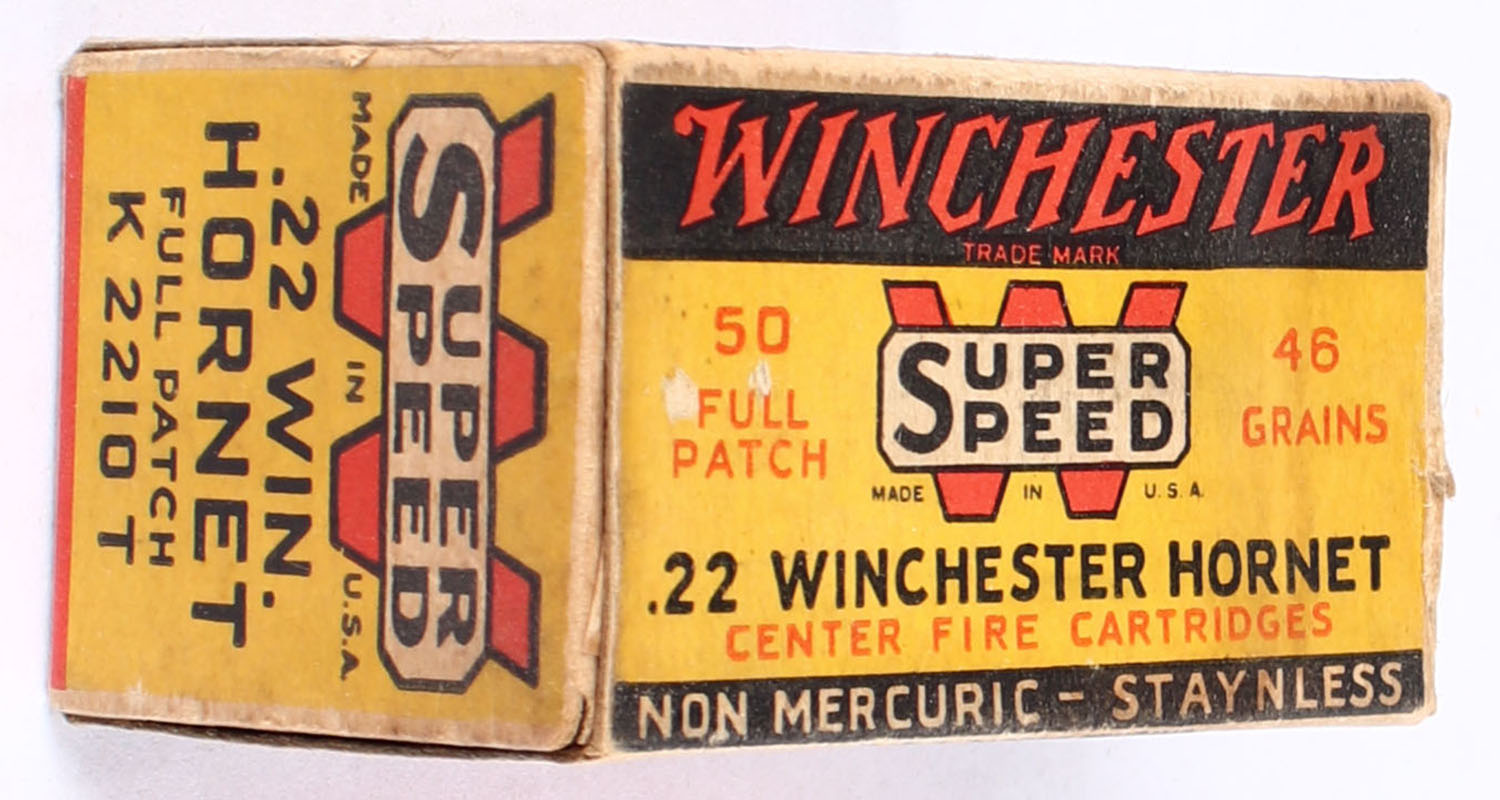 WINCHESTER
TRADE MARK
50
FULL
PATCH
SUPER
SPEED
46
GRAINS
MADE IN U.S.A.
.22 WINCHESTER HORNET
CENTER FIRE CARTRIDGES
NON MERCURIC - STAYNLESS
SUPER
SPEED
MADE IN U.S.A
.22 WIN.
HORNET
FULL PATCH
K2210T